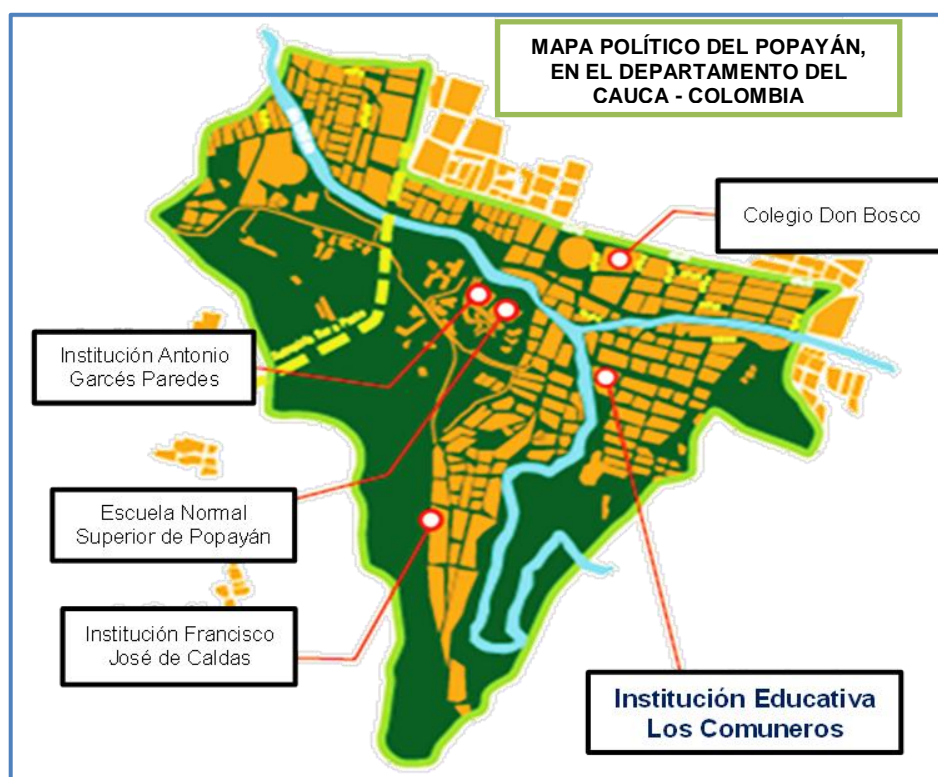 MAPA POLÍTICO DEL POPAYÁN,
EN EL DEPARTAMENTO DEL
CAUCA - COLOMBIA
Colegio Don Bosco
Institución Antonio
Garcés Paredes
Escuela Normal
Superior de Popayán
Institución Francisco
José de Caldas
Institución Educativa
Los Comuneros